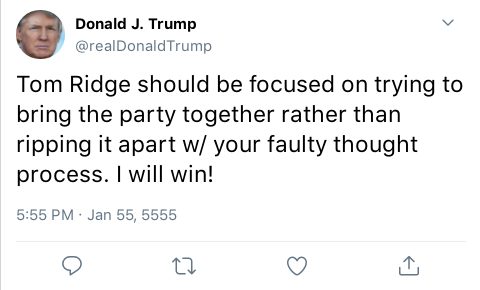 Donald J. Trump
@realDonaldTrump
Tom Ridge should be focused on trying to
bring the party together rather than
ripping it apart w/ your faulty thought
process. I will win!
5:55 PM · Jan 55, 5555